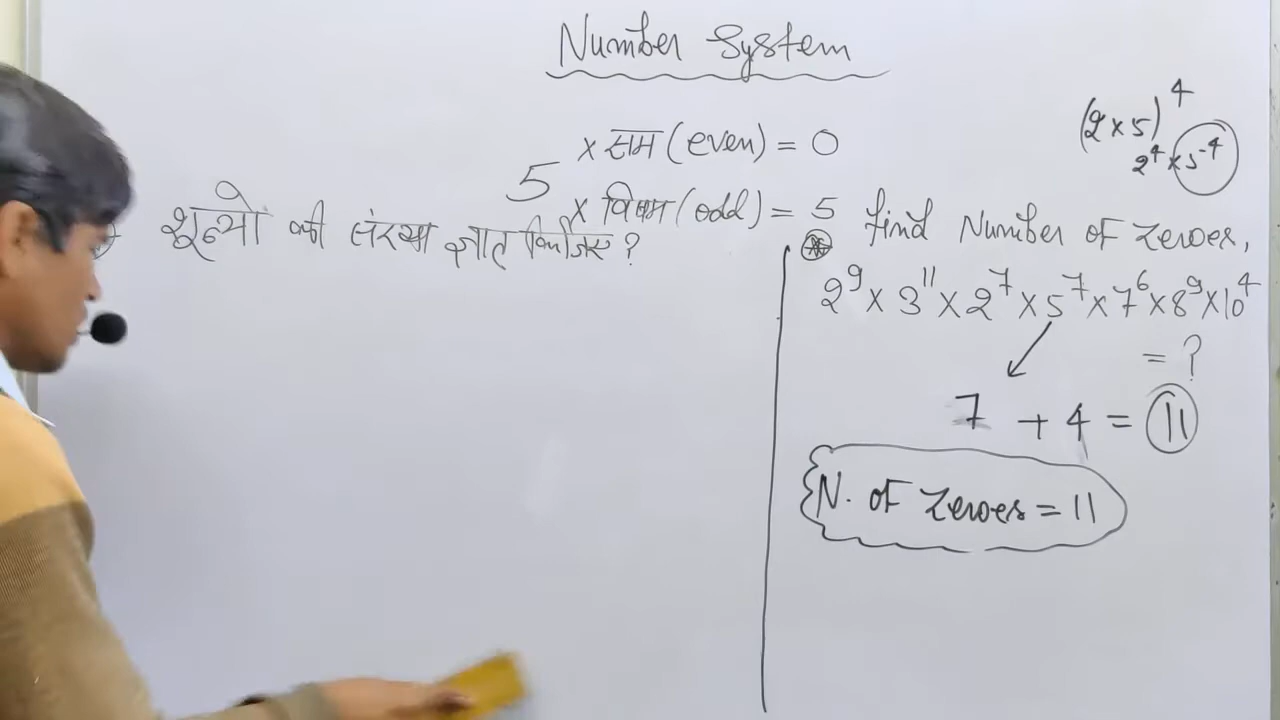 Number System
5 × सम (even) = 0
× विषम (odd) = 5
शून्यो की संख्या ज्ञात किजिए ?
(2 × 5)^4
2^4 × 5^4
Find Number of Zeroes,
2^9 × 3^11 × 2^7 × 5^7 × 7^6 × 8^9 × 10^4
= ?
7 + 4 = 11
N. of Zeroes = 11